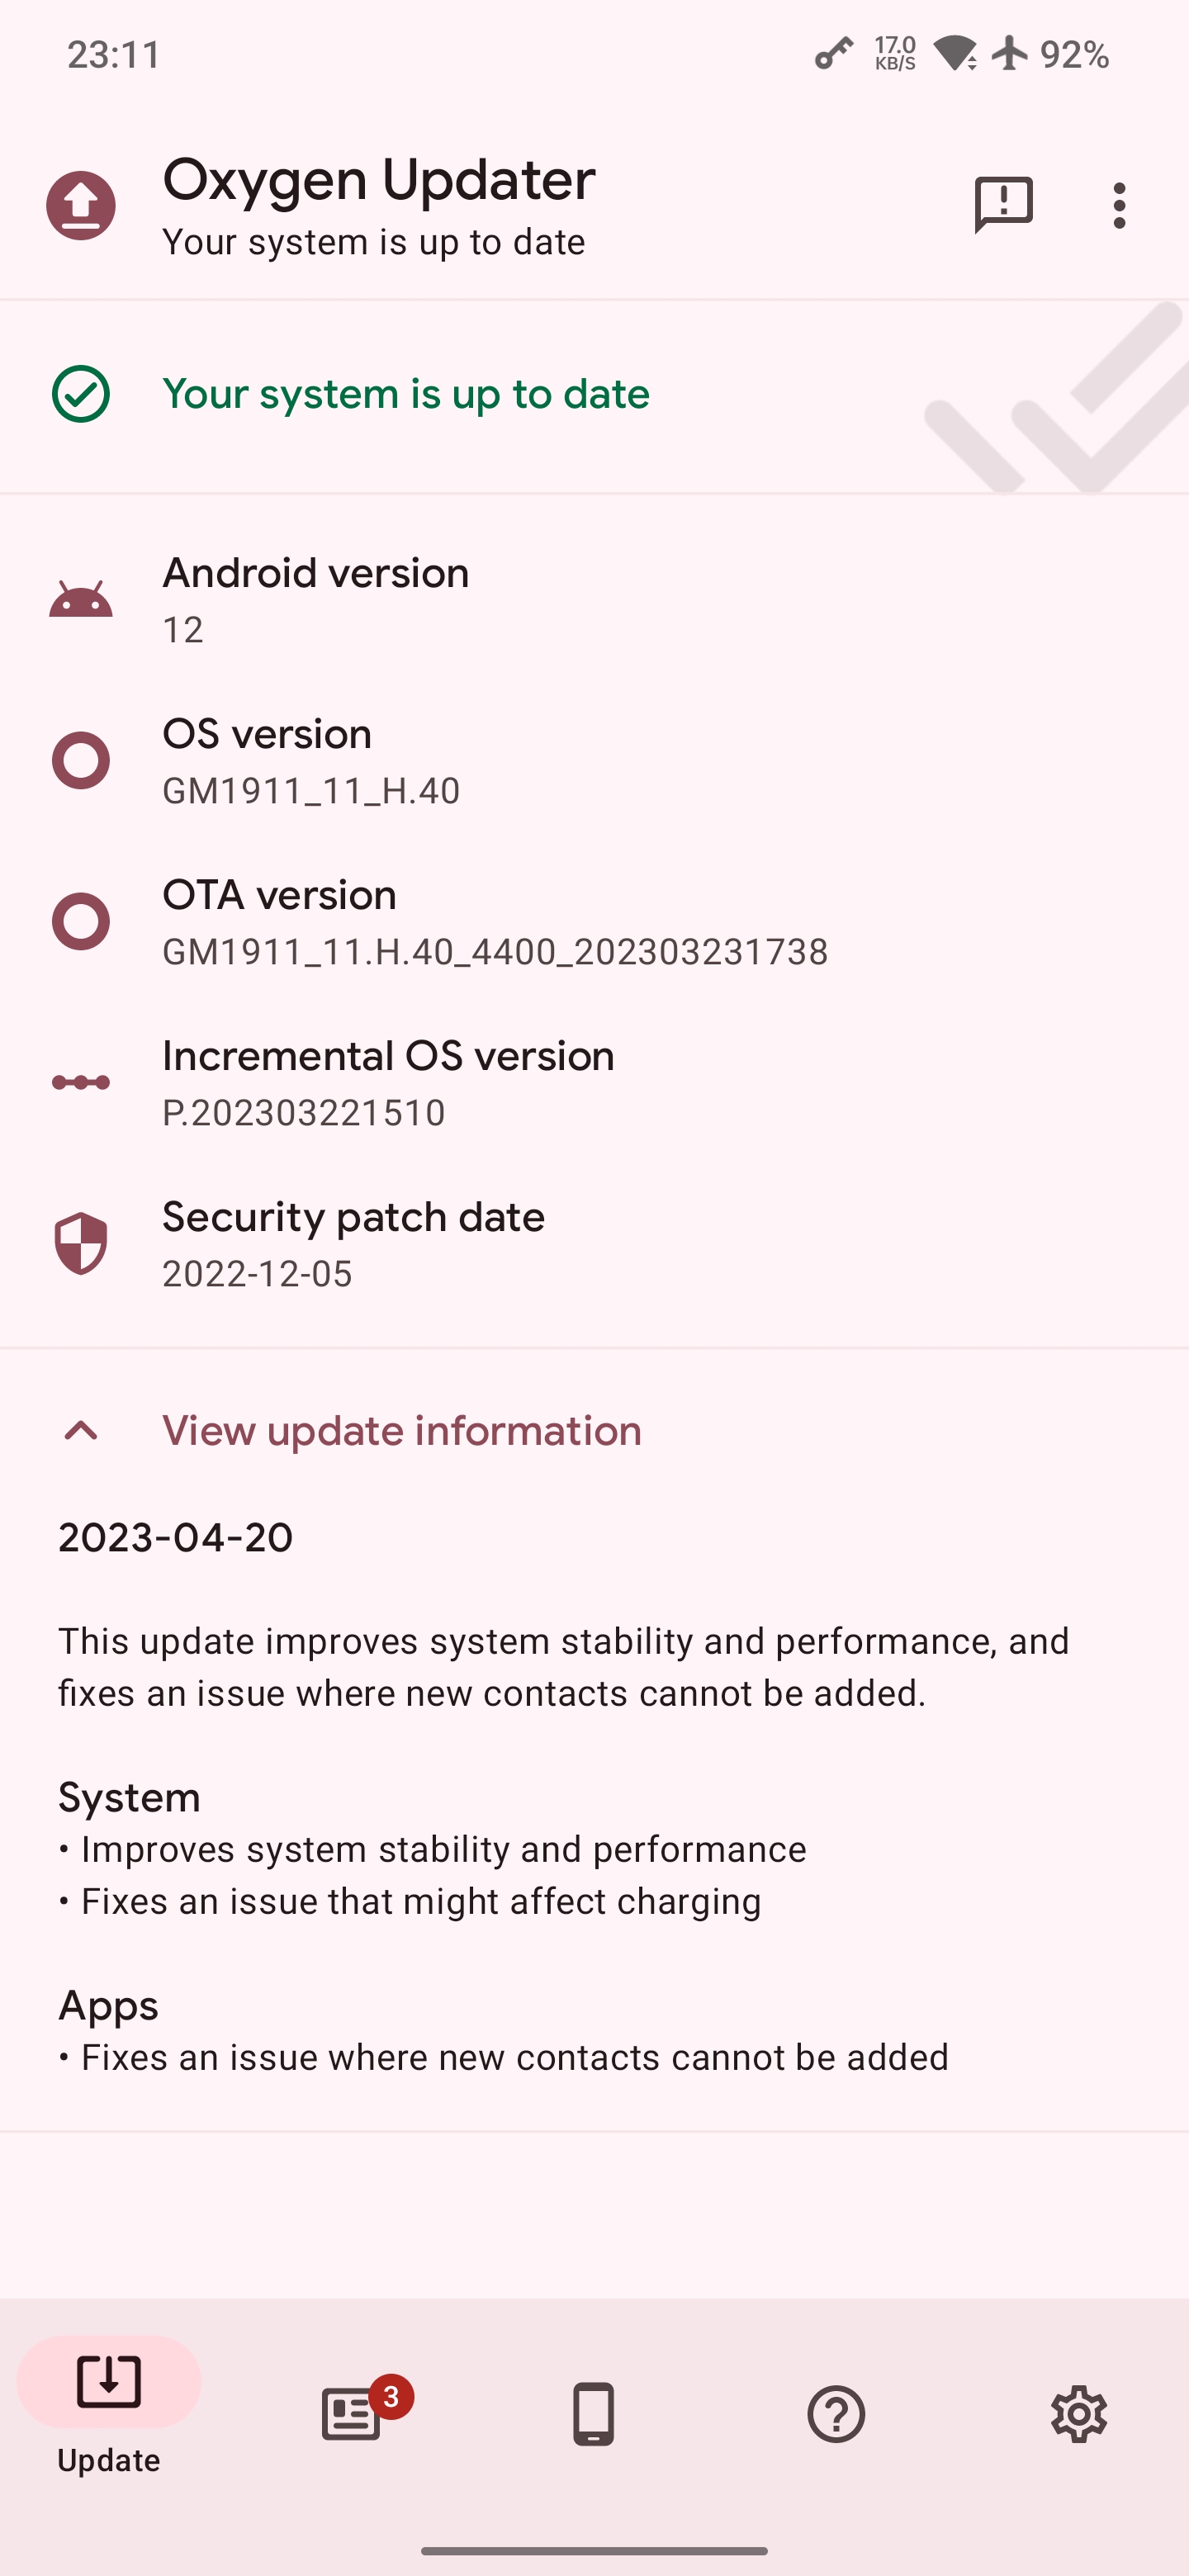 23:11
17.0
KB/S
92%
Oxygen Updater
Your system is up to date
Your system is up to date
Android version
12
OS version
GM1911_11_H.40
OTA version
GM1911_11.H.40_4400_202303231738
Incremental OS version
P.202303221510
Security patch date
2022-12-05
View update information
2023-04-20
This update improves system stability and performance, and
fixes an issue where new contacts cannot be added.
System
• Improves system stability and performance
• Fixes an issue that might affect charging
Apps
• Fixes an issue where new contacts cannot be added
3
Update